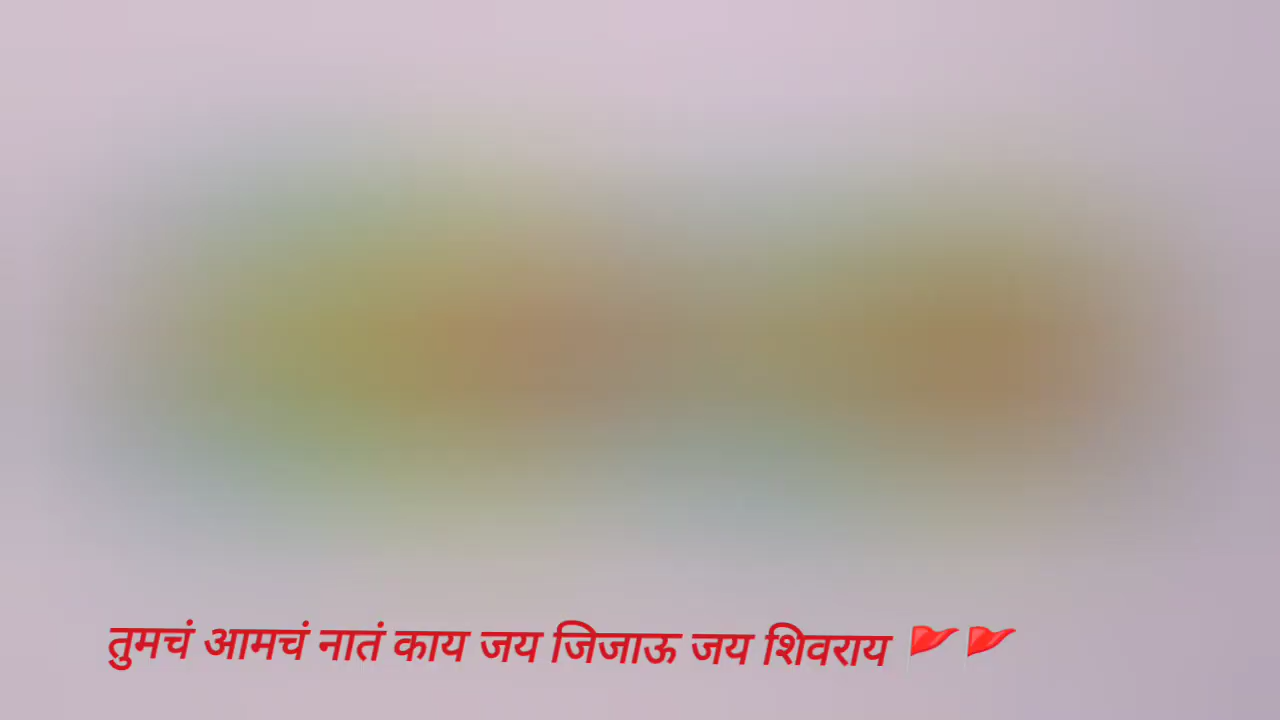 तुमचं आमचं नातं काय जय जिजाऊ जय शिवराय 🚩🚩